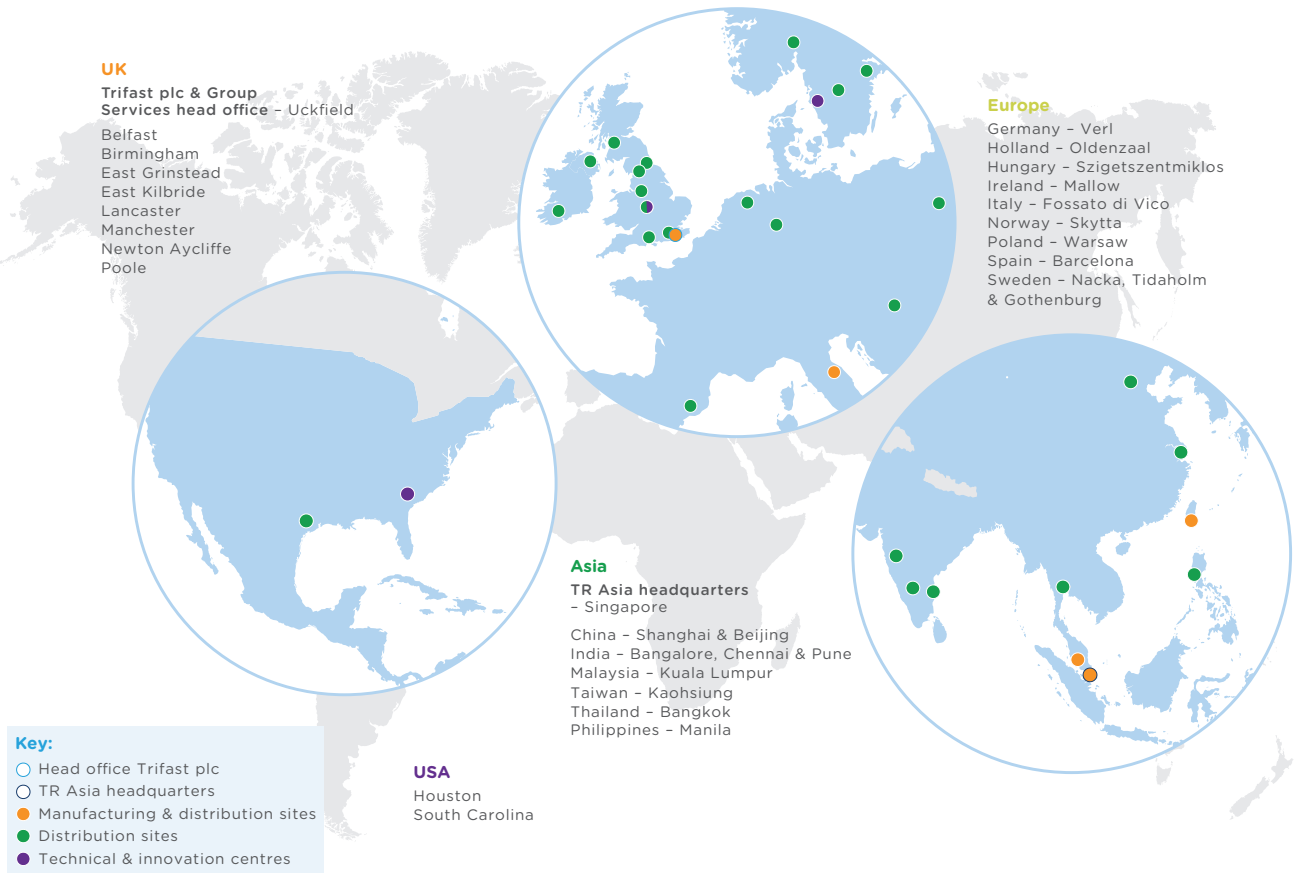 UK
Trifast plc & Group
Services head office – Uckfield
Belfast
Birmingham
East Grinstead
East Kilbride
Lancaster
Manchester
Newton Aycliffe
Poole
Europe
Germany – Verl
Holland – Oldenzaal
Hungary – Szigetszentmiklos
Ireland – Mallow
Italy – Fossato di Vico
Norway – Skytta
Poland – Warsaw
Spain – Barcelona
Sweden – Nacka, Tidaholm
& Gothenburg
Asia
TR Asia headquarters
– Singapore
China – Shanghai & Beijing
India – Bangalore, Chennai & Pune
Malaysia – Kuala Lumpur
Taiwan – Kaohsiung
Thailand – Bangkok
Philippines – Manila
USA
Houston
South Carolina
Key:
Head office Trifast plc
TR Asia headquarters
Manufacturing & distribution sites
Distribution sites
Technical & innovation centres